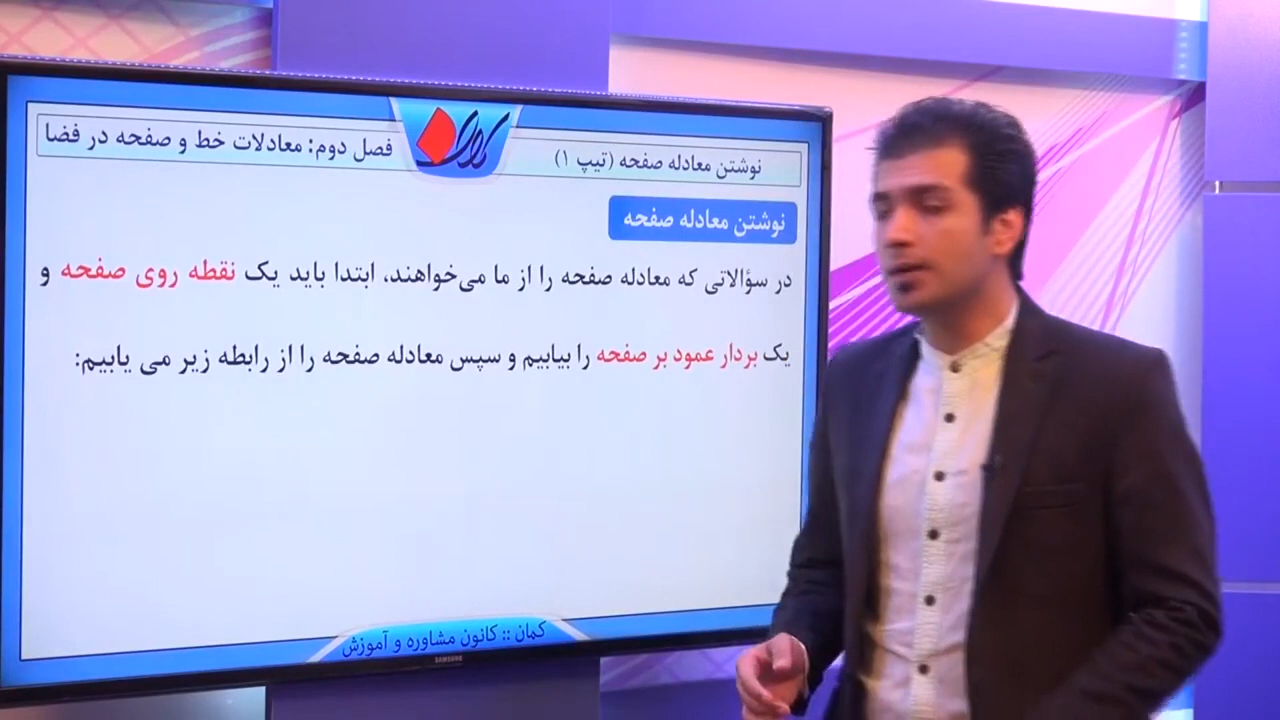 فصل دوم: معادلات خط و صفحه در فضا
نوشتن معادله صفحه (تیپ ۱)
نوشتن معادله صفحه
در سؤالاتی که معادله صفحه را از ما می‌خواهند، ابتدا باید یک نقطه روی صفحه و
یک بردار عمود بر صفحه را بیابیم و سپس معادله صفحه را از رابطه زیر می یابیم:
کمان :: کانون مشاوره و آموزش
SAMSUNG